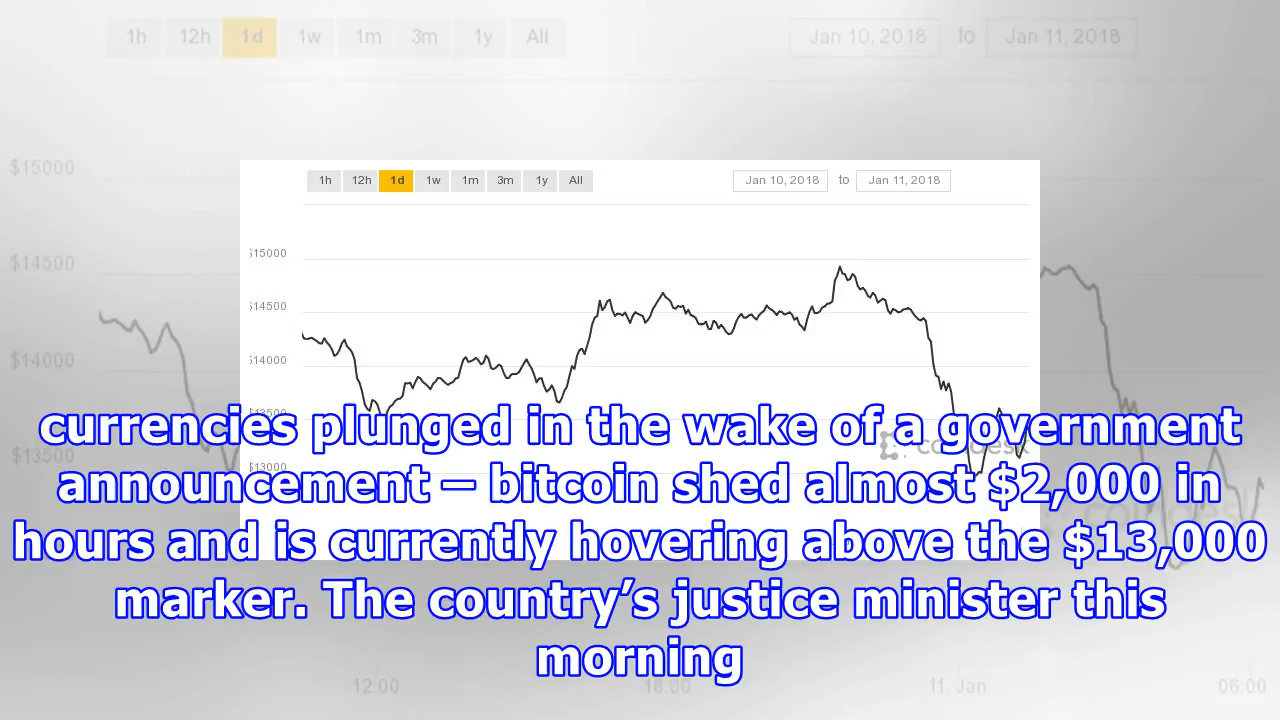 1h 12h 1d 1w 1m 3m 1y All Jan 10, 2018 to Jan 11, 2018
$15000
$14500
$14000
$13500
12:00 18:00 11. Jan 06:00
1h 12h 1d 1w 1m 3m 1y All Jan 10, 2018 to Jan 11, 2018
$15000
$14500
$14000
$13500
$13000
coindesk
currencies plunged in the wake of a government
announcement – bitcoin shed almost $2,000 in
hours and is currently hovering above the $13,000
marker. The country’s justice minister this
morning